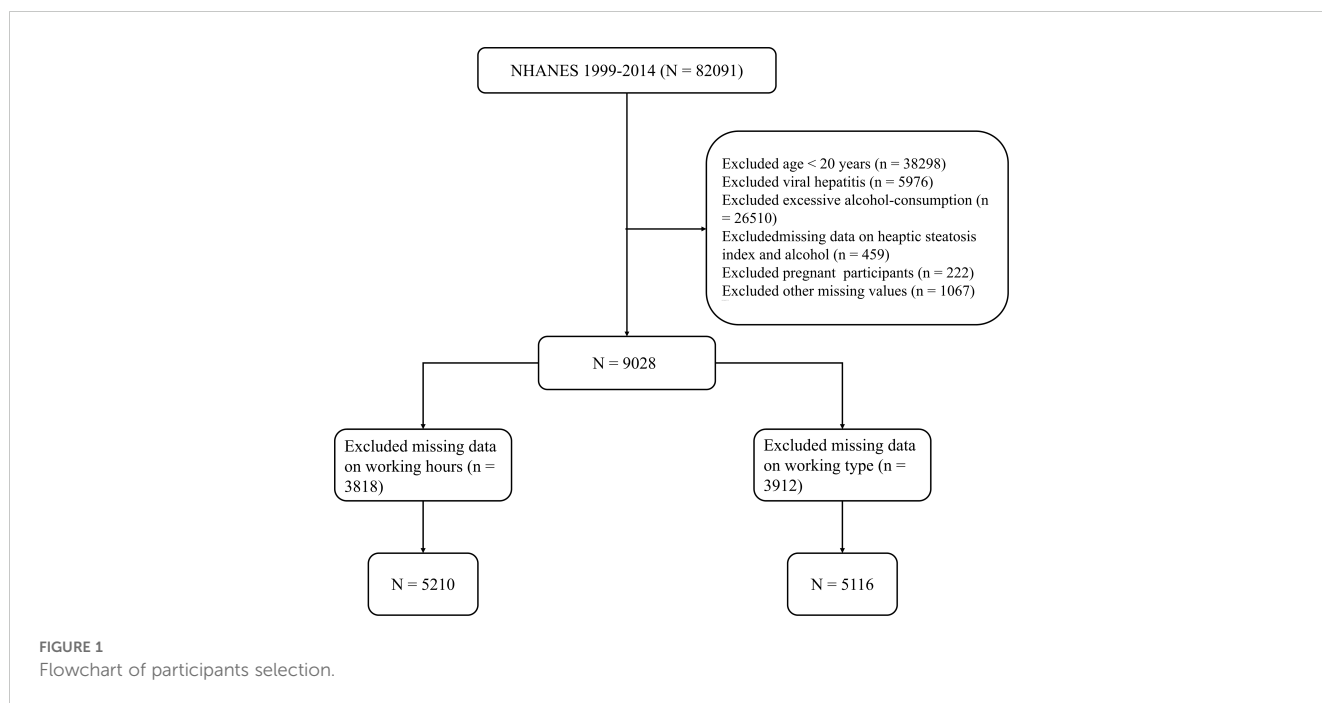 NHANES 1999-2014 (N = 82091)
Excluded age < 20 years (n = 38298)
Excluded viral hepatitis (n = 5976)
Excluded excessive alcohol-consumption (n
= 26510)
Excludedmissing data on heaptic steatosis
index and alcohol (n = 459)
Excluded pregnant participants (n = 222)
Excluded other missing values (n = 1067)
N = 9028
Excluded missing data
on working hours (n =
3818)
Excluded missing data
on working type (n =
3912)
N = 5210
N = 5116
FIGURE 1
Flowchart of participants selection.